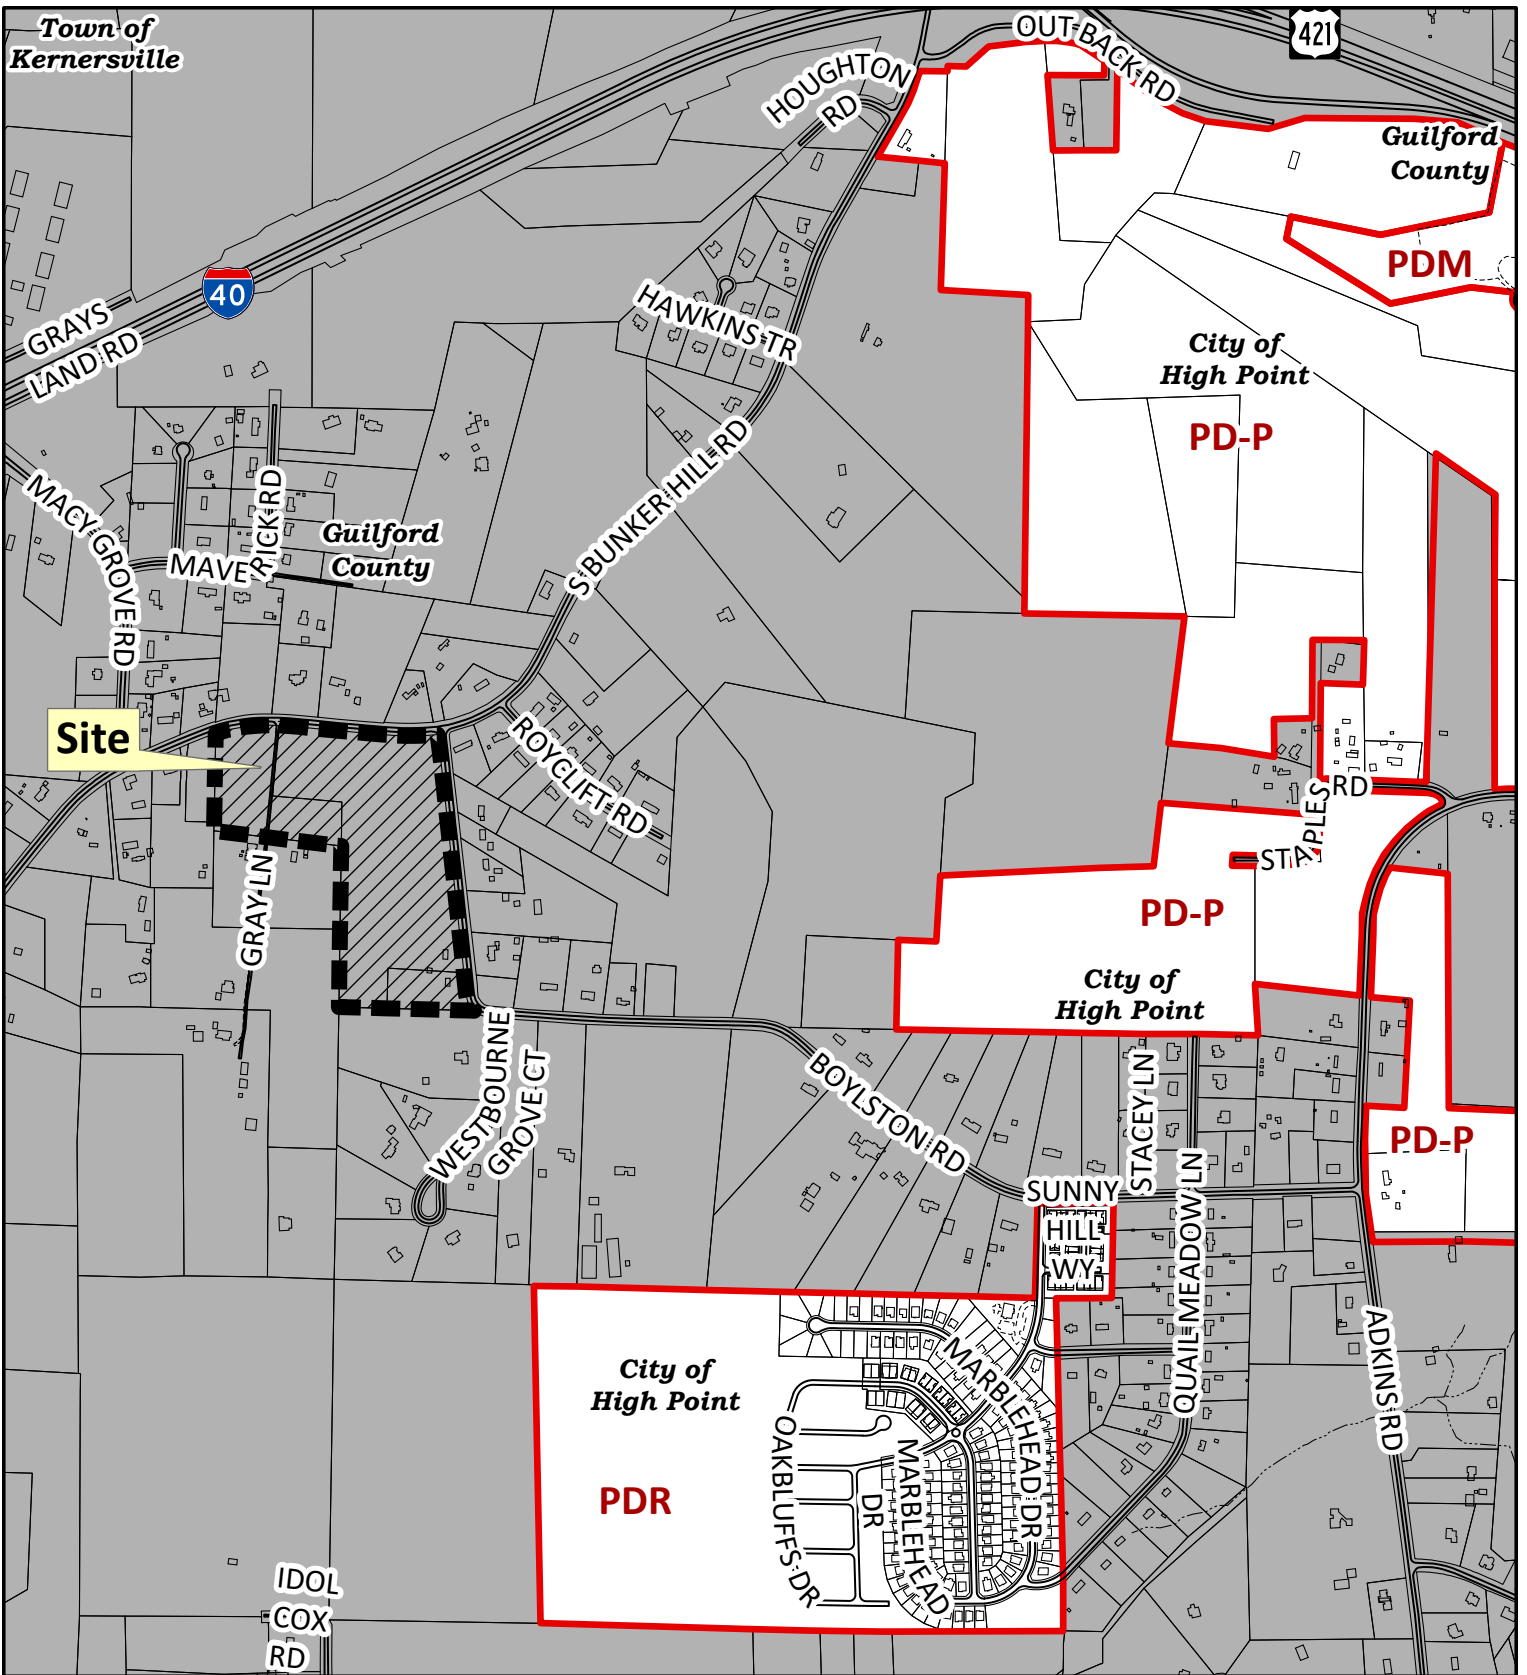 Town of
Kernersville
OUT BACK RD
421
HOUGHTON
RD
Guilford
County
PDM
40
GRAYS
LAND RD
HAWKINS TR
City of
High Point
PD-P
S BUNKER HILL RD
MACY GROVE RD
MAVE
RICK RD
Guilford
County
Site
ROYCLIFT RD
STAPLES
RD
GRAY LN
PD-P
City of
High Point
WESTBOURNE
GROVE CT
BOYLSTON RD
STACEY LN
PD-P
SUNNY
HILL
WY
QUAIL MEADOW LN
ADKINS RD
City of
High Point
MARBLEHEAD DR
OAKBLUFFS DR
MARBLEHEAD
DR
PDR
IDOL
COX
RD